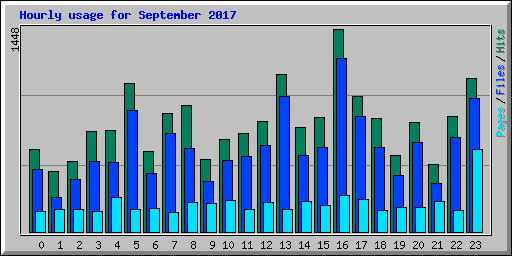 Hourly usage for September 2017
1448
Pages/Files/Hits
0 1 2 3 4 5 6 7 8 9 10 11 12 13 14 15 16 17 18 19 20 21 22 23